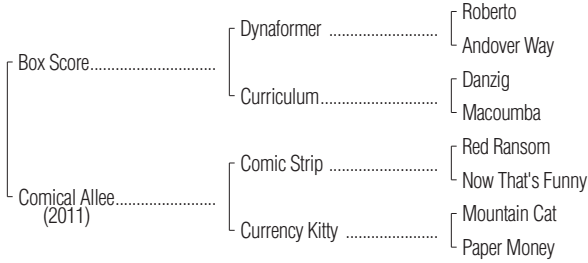 Roberto
Dynaformer ......................
Andover Way
Box Score.........................
Danzig
Curriculum........................
Macoumba
Red Ransom
Comic Strip ......................
Now That's Funny
Comical Allee....................
(2011)
Mountain Cat
Currency Kitty ..................
Paper Money